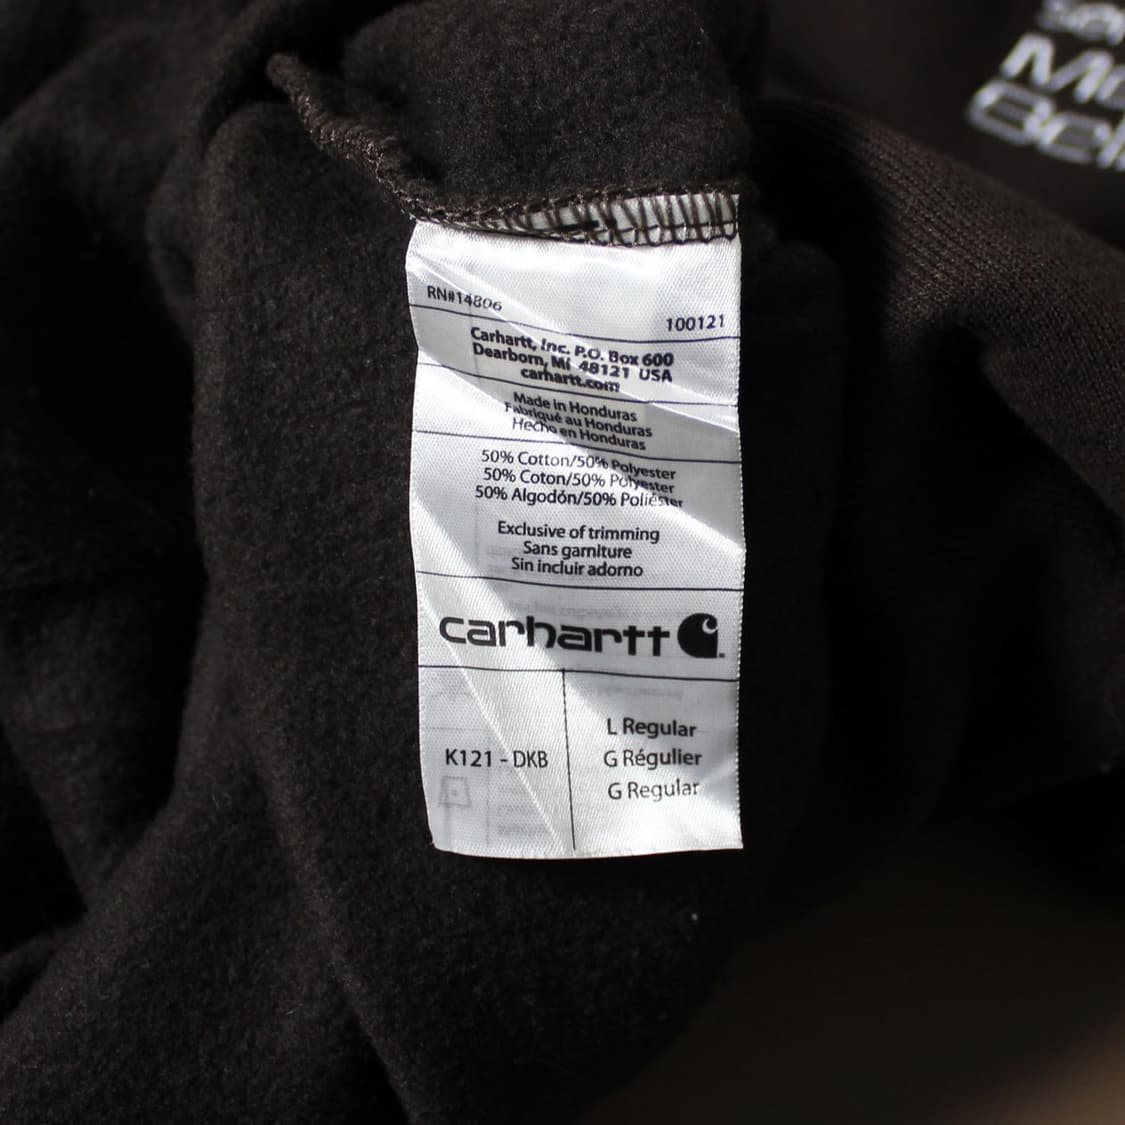 RN#14806
100121
Carhartt, Inc. P.O. Box 600
Dearborn, MI 48121 USA
carhartt.com
Made in Honduras
Fabriqué au Honduras
Hecho en Honduras
50% Cotton/50% Polyester
50% Coton/50% Polyester
50% Algodón/50% Poliéster
Exclusive of trimming
Sans garniture
Sin incluir adorno
carhartt
K121 - DKB
L Regular
G Régulier
G Regular